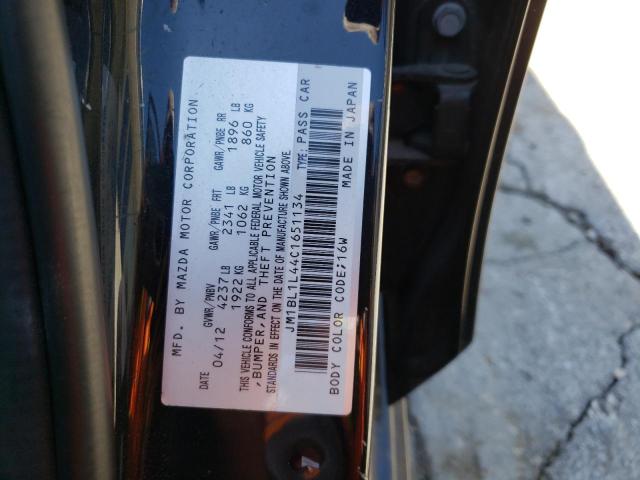 MFD. BY MAZDA MOTOR CORPORATION
DATE GVWR/PNBV GAWR/PNBE FRT GAWR/PNBE RR
04/12 4237 LB 2341 LB 1896 LB
1922 KG 1062 KG 860 KG
THIS VEHICLE CONFORMS TO ALL APPLICABLE FEDERAL MOTOR VEHICLE SAFETY
,BUMPER,AND THEFT PREVENTION
STANDARDS IN EFFECT ON THE DATE OF MANUFACTURE SHOWN ABOVE.
JM1BL1L44C1651134 TYPE: PASS CAR
BODY COLOR CODE;16W MADE IN JAPAN